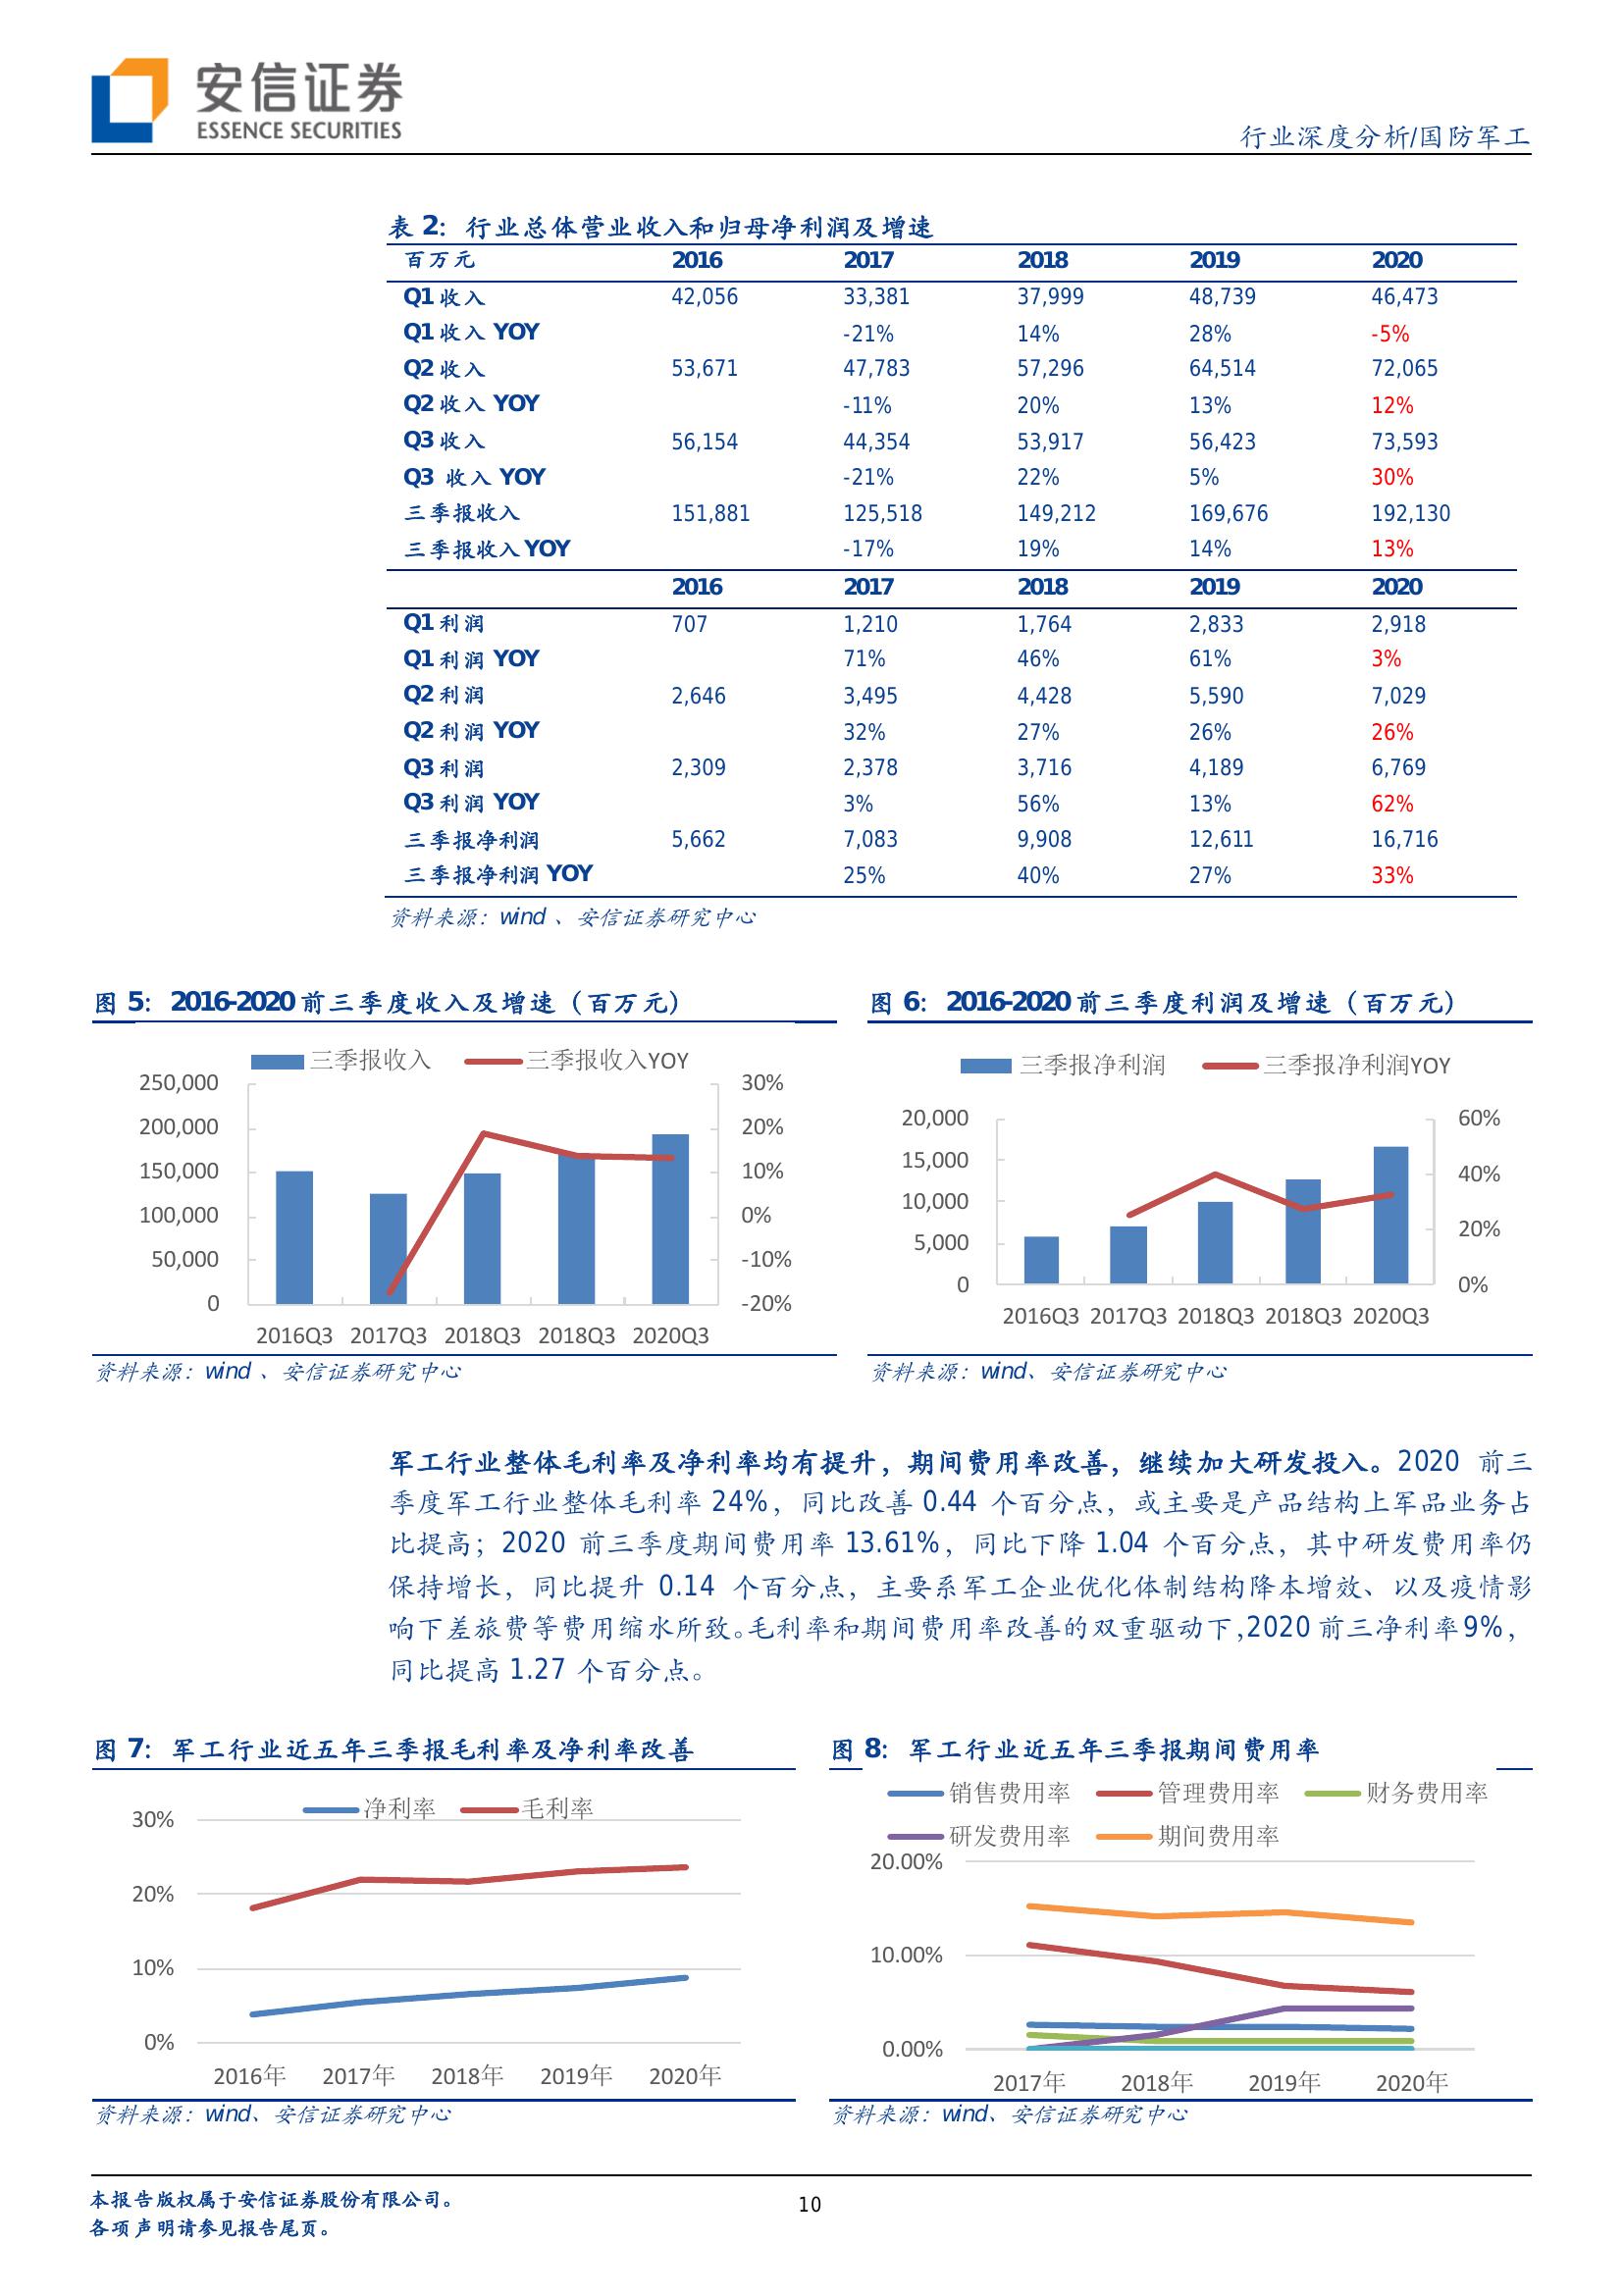 安信证券
ESSENCE SECURITIES
行业深度分析/国防军工
表 2：行业总体营业收入和归母净利润及增速
百万元 2016 2017 2018 2019 2020
Q1 收入 42,056 33,381 37,999 48,739 46,473
Q1 收入 YOY -21% 14% 28% -5%
Q2 收入 53,671 47,783 57,296 64,514 72,065
Q2 收入 YOY -11% 20% 13% 12%
Q3 收入 56,154 44,354 53,917 56,423 73,593
Q3 收入 YOY -21% 22% 5% 30%
三季报收入 151,881 125,518 149,212 169,676 192,130
三季报收入 YOY -17% 19% 14% 13%
2016 2017 2018 2019 2020
Q1 利润 707 1,210 1,764 2,833 2,918
Q1 利润 YOY 71% 46% 61% 3%
Q2 利润 2,646 3,495 4,428 5,590 7,029
Q2 利润 YOY 32% 27% 26% 26%
Q3 利润 2,309 2,378 3,716 4,189 6,769
Q3 利润 YOY 3% 56% 13% 62%
三季报净利润 5,662 7,083 9,908 12,611 16,716
三季报净利润 YOY 25% 40% 27% 33%
资料来源：wind 、安信证券研究中心
图 5：2016-2020 前三季度收入及增速（百万元）
三季报收入 三季报收入YOY
250,000 30%
200,000 20%
150,000 10%
100,000 0%
50,000 -10%
0 -20%
2016Q3 2017Q3 2018Q3 2018Q3 2020Q3
资料来源：wind 、安信证券研究中心
图 6：2016-2020 前三季度利润及增速（百万元）
三季报净利润 三季报净利润YOY
20,000 60%
15,000
40%
10,000
20%
5,000
0 0%
2016Q3 2017Q3 2018Q3 2018Q3 2020Q3
资料来源：wind、安信证券研究中心
军工行业整体毛利率及净利率均有提升，期间费用率改善，继续加大研发投入。2020 前三
季度军工行业整体毛利率 24%，同比改善 0.44 个百分点，或主要是产品结构上军品业务占
比提高；2020 前三季度期间费用率 13.61%，同比下降 1.04 个百分点，其中研发费用率仍
保持增长，同比提升 0.14 个百分点，主要系军工企业优化体制结构降本增效、以及疫情影
响下差旅费等费用缩水所致。毛利率和期间费用率改善的双重驱动下，2020 前三净利率 9%，
同比提高 1.27 个百分点。
图 7：军工行业近五年三季报毛利率及净利率改善
净利率 毛利率
30%
20%
10%
0%
2016年 2017年 2018年 2019年 2020年
资料来源：wind、安信证券研究中心
图 8：军工行业近五年三季报期间费用率
销售费用率 管理费用率 财务费用率
研发费用率 期间费用率
20.00%
10.00%
0.00%
2017年 2018年 2019年 2020年
资料来源：wind、安信证券研究中心
本报告版权属于安信证券股份有限公司。
各项声明请参见报告尾页。
10